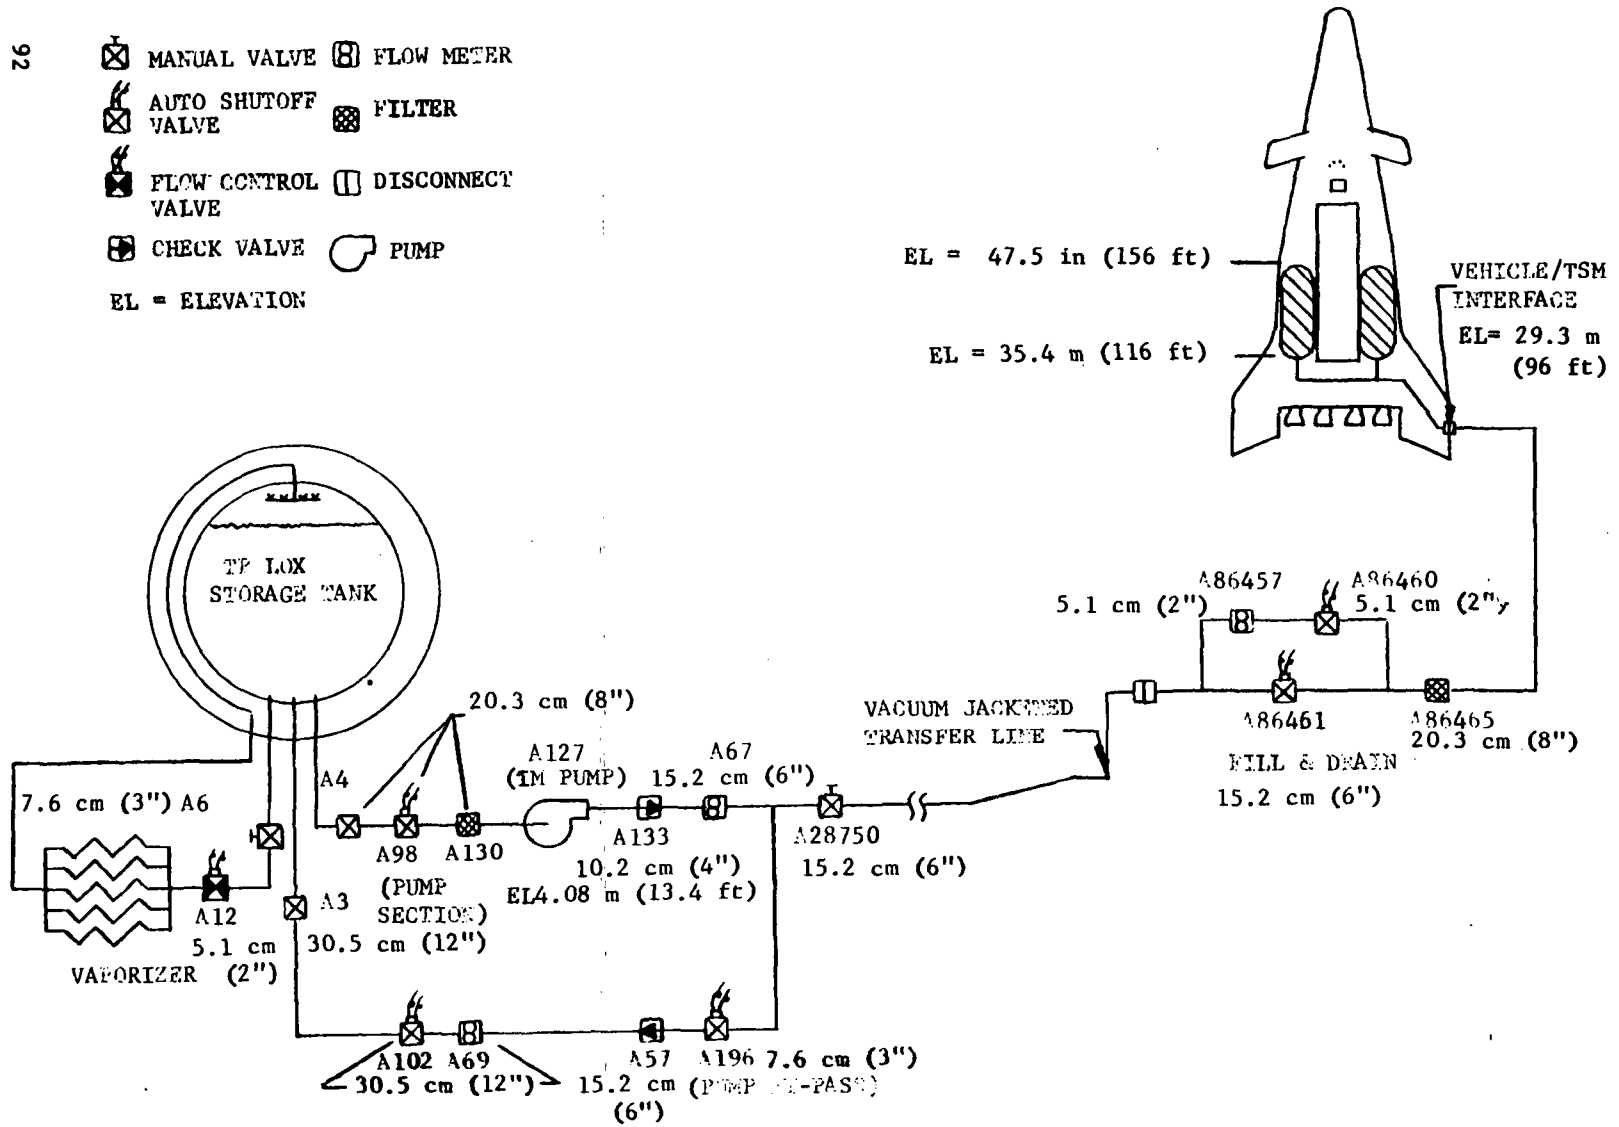 92
MANUAL VALVE
FLOW METER
AUTO SHUTOFF
VALVE
FILTER
FLOW CONTROL
VALVE
DISCONNECT
CHECK VALVE
PUMP
EL = ELEVATION
EL = 47.5 in (156 ft)
EL = 35.4 m (116 ft)
VEHICLE/TSM
INTERFACE
EL= 29.3 m
(96 ft)
TP LOX
STORAGE TANK
A86457
5.1 cm (2")
A86460
5.1 cm (2")
A86461
A86465
20.3 cm (8")
FILL & DRAIN
15.2 cm (6")
VACUUM JACKETED
TRANSFER LINE
20.3 cm (8")
A4
A127
(1M PUMP)
A67
15.2 cm (6")
7.6 cm (3") A6
A98
A130
A133
10.2 cm (4")
EL4.08 m (13.4 ft)
A28750
15.2 cm (6")
(PUMP
SECTION)
A3
30.5 cm (12")
A12
5.1 cm
(2")
VAPORIZER
A102 A69
30.5 cm (12")
A57
15.2 cm
(6")
A196 7.6 cm (3")
(PUMP BY-PASS)